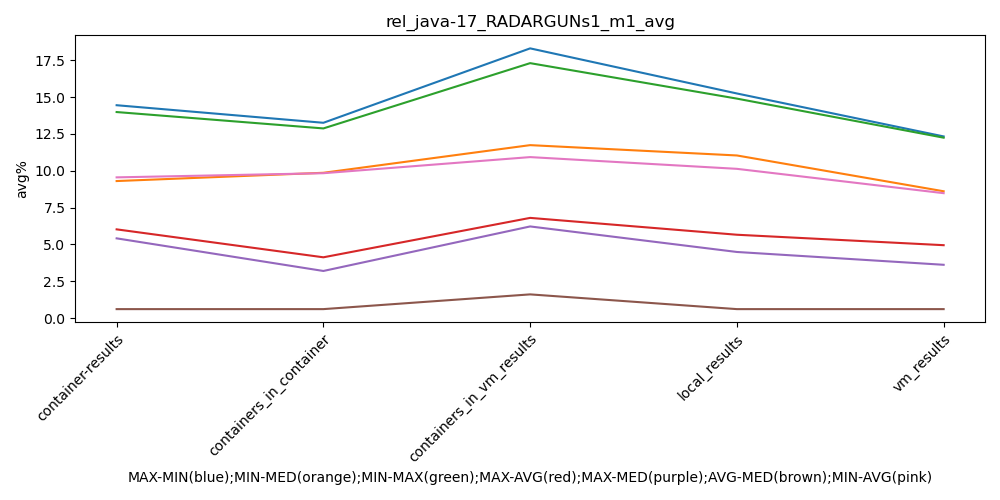 rel_java-17_RADARGUNs1_m1_avg
17.5
15.0
12.5
10.0
7.5
5.0
2.5
0.0
avg%
container-results
containers_in_container
containers_in_vm_results
local_results
vm_results
MAX-MIN(blue);MIN-MED(orange);MIN-MAX(green);MAX-AVG(red);MAX-MED(purple);AVG-MED(brown);MIN-AVG(pink)